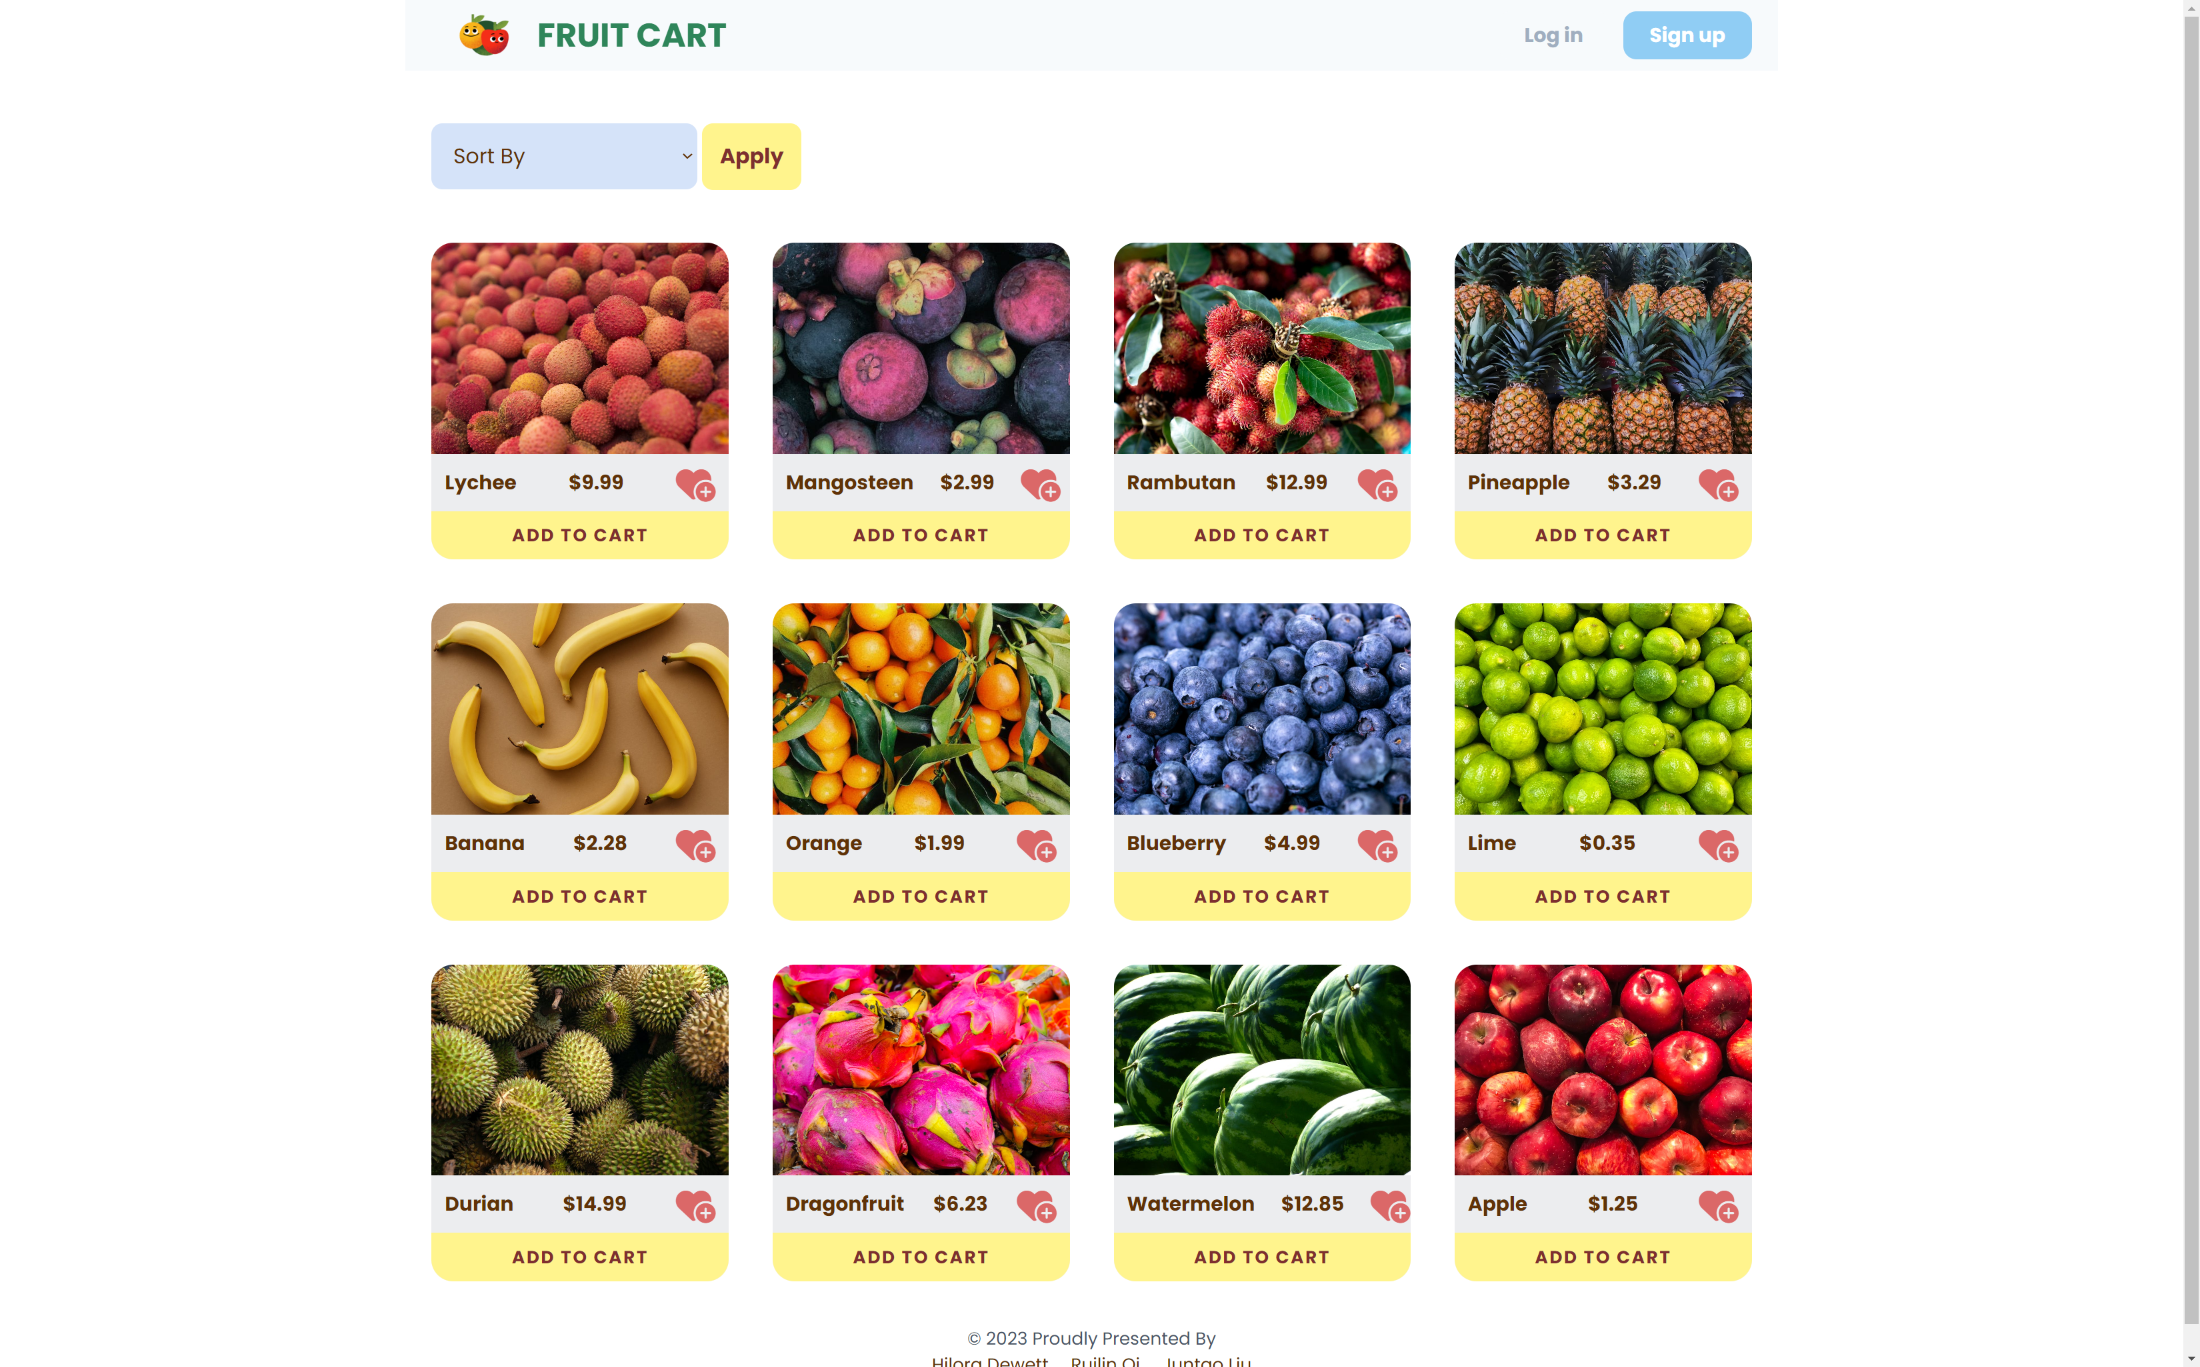 FRUIT CART
Log in
Sign up
Sort By
Apply
Lychee $9.99
Mangosteen $2.99
Rambutan $12.99
Pineapple $3.29
ADD TO CART
ADD TO CART
ADD TO CART
ADD TO CART
Banana $2.28
Orange $1.99
Blueberry $4.99
Lime $0.35
ADD TO CART
ADD TO CART
ADD TO CART
ADD TO CART
Durian $14.99
Dragonfruit $6.23
Watermelon $12.85
Apple $1.25
ADD TO CART
ADD TO CART
ADD TO CART
ADD TO CART
© 2023 Proudly Presented By
Dewett Ruilin Liu